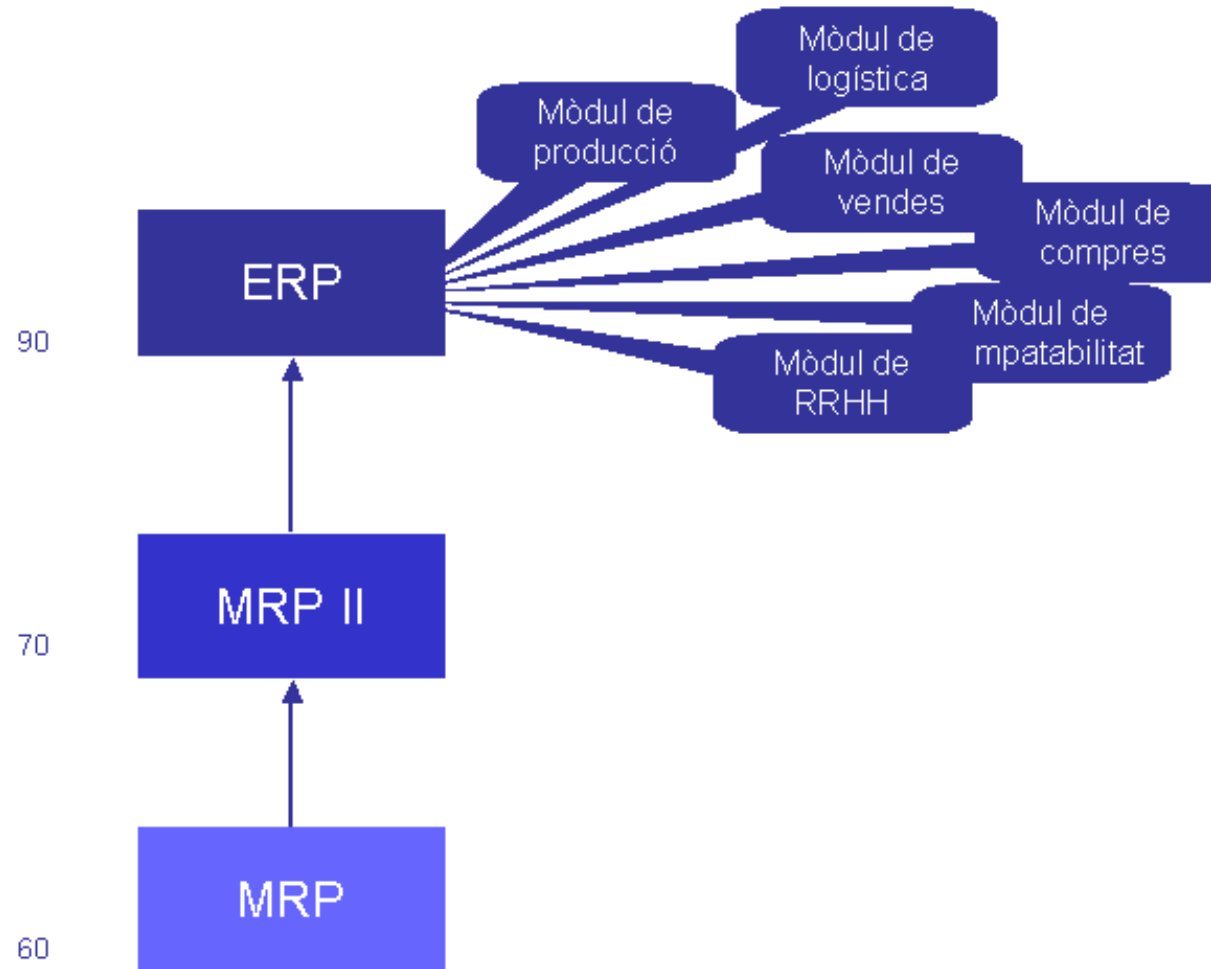 Mòdul de
logística
Mòdul de
producció
Mòdul de
vendes
Mòdul de
compres
ERP
Mòdul de
mpatabilitat
90
Mòdul de
RRHH
MRP II
70
MRP
60